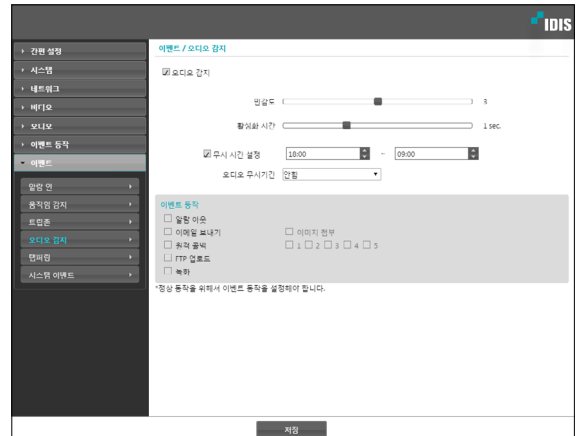 IDIS
간편 설정
시스템
네트워크
비디오
오디오
이벤트 동작
이벤트
알람 인
움직임 감지
트립존
오디오 감지
탬퍼링
시스템 이벤트
이벤트 / 오디오 감지
오디오 감지
민감도 8
활성화 시간 1 sec.
무시 시간 설정 18:00 ~ 09:00
오디오 무시기간 안함
이벤트 동작
알람 아웃
이메일 보내기 이미지 첨부
원격 콜백 1 2 3 4 5
FTP 업로드
녹화
*정상 동작을 위해서 이벤트 동작을 설정해야 합니다.
저장